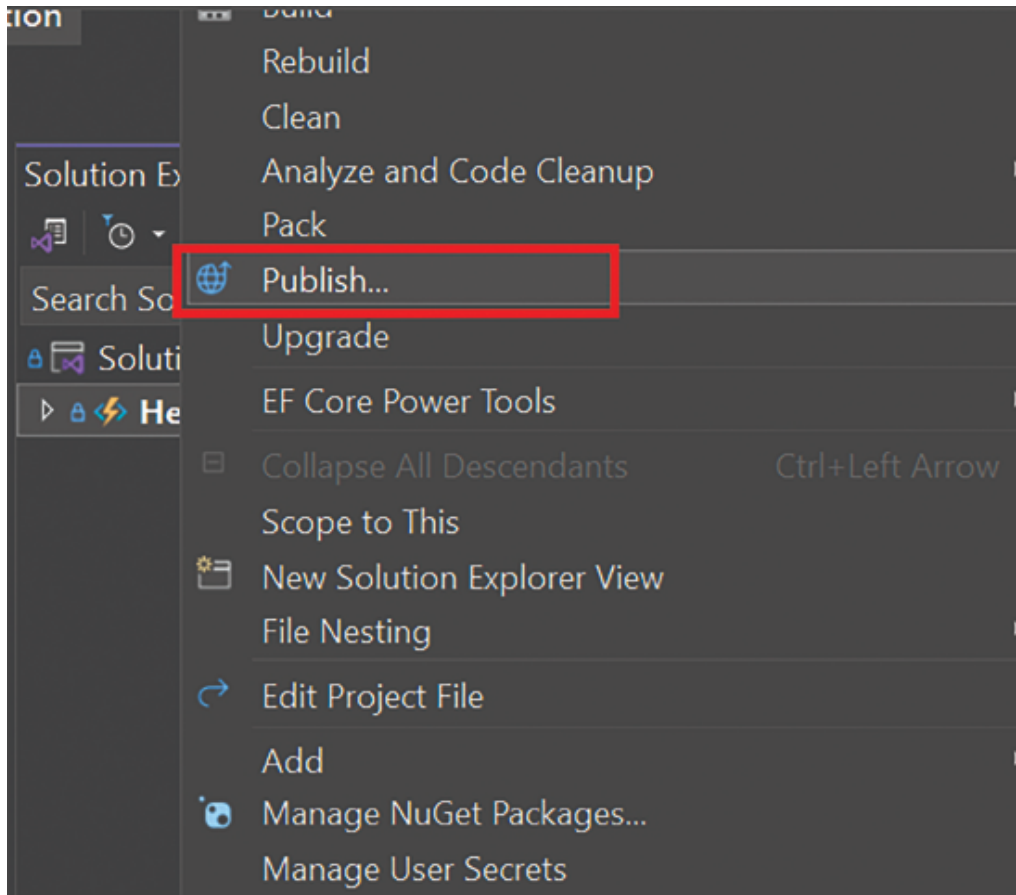 tion
Build
Rebuild
Clean
Solution Ex
Analyze and Code Cleanup
Pack
Publish...
Search So
Upgrade
Soluti
EF Core Power Tools
He
Collapse All Descendants Ctrl+Left Arrow
Scope to This
New Solution Explorer View
File Nesting
Edit Project File
Add
Manage NuGet Packages...
Manage User Secrets